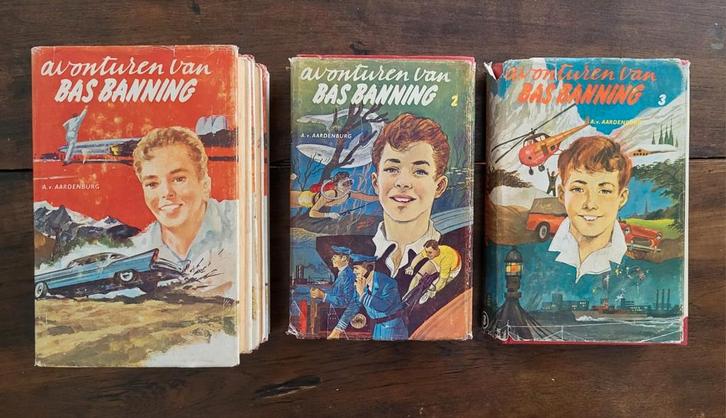 avonturen van
BAS BANNING
A. v. AARDENBURG
avonturen van
BAS BANNING 2
A. v. AARDENBURG
avonturen van
BAS BANNING 3
A. v. AARDENBURG